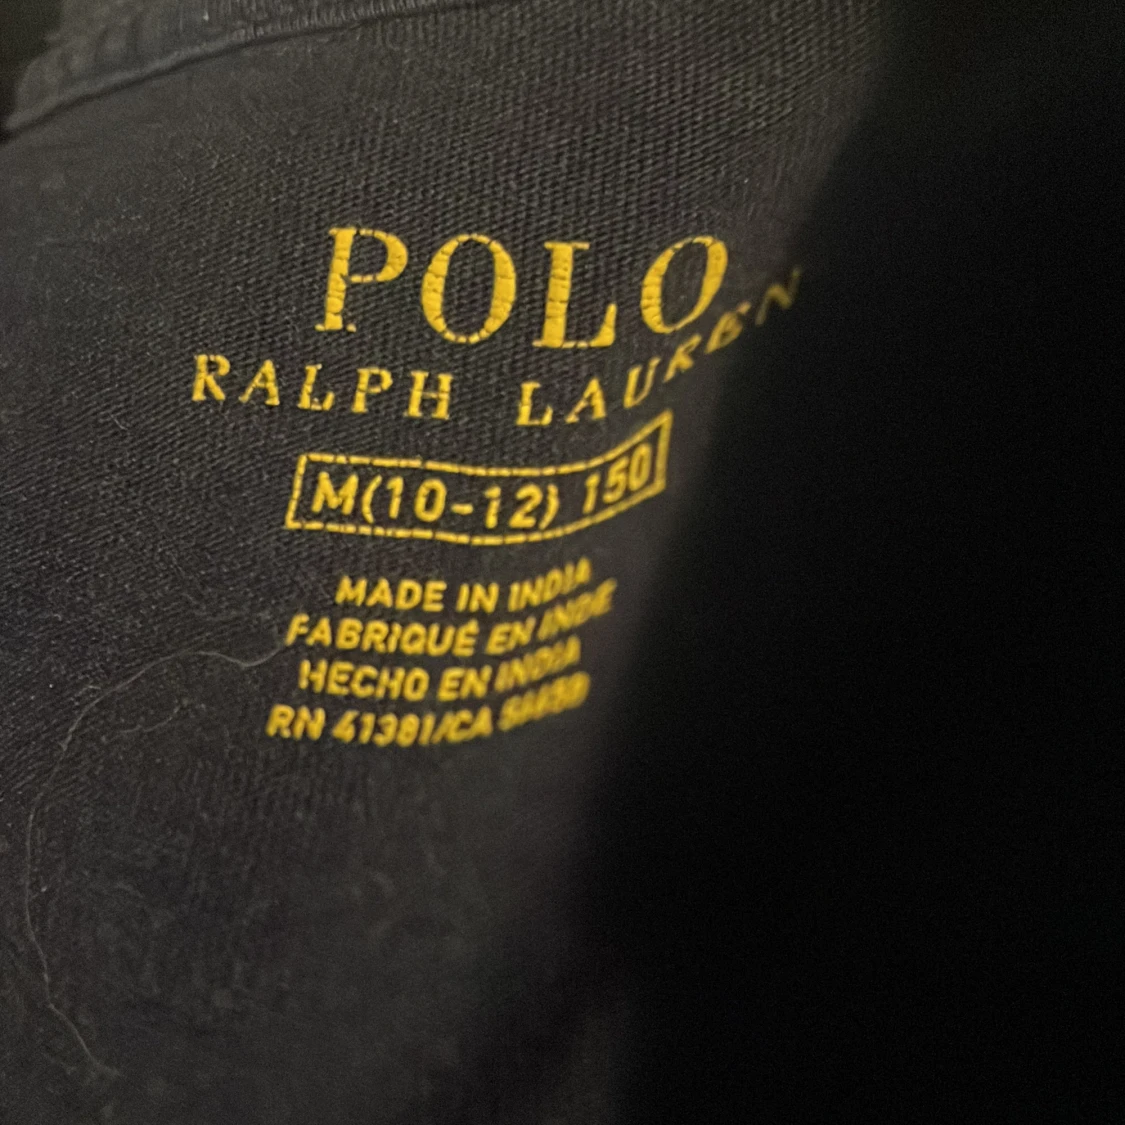 POLO
RALPH LAUREN
M(10-12) 150
MADE IN INDIA
FABRIQUÉ EN INDE
HECHO EN INDIA
RN 41381/CA